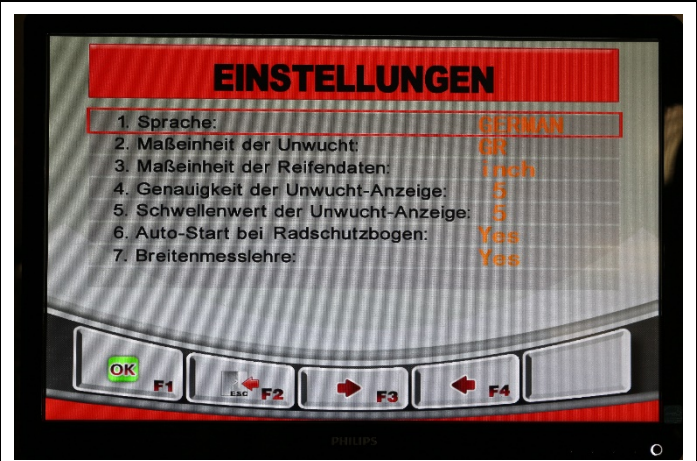 EINSTELLUNGEN
1. Sprache: GERMAN
2. Maßeinheit der Unwucht: GR
3. Maßeinheit der Reifendaten: inch
4. Genauigkeit der Unwucht-Anzeige: 5
5. Schwellenwert der Unwucht-Anzeige: 5
6. Auto-Start bei Radschutzbogen: Yes
7. Breitenmesslehre: Yes
OK F1 ESC F2 F3 F4
PHILIPS